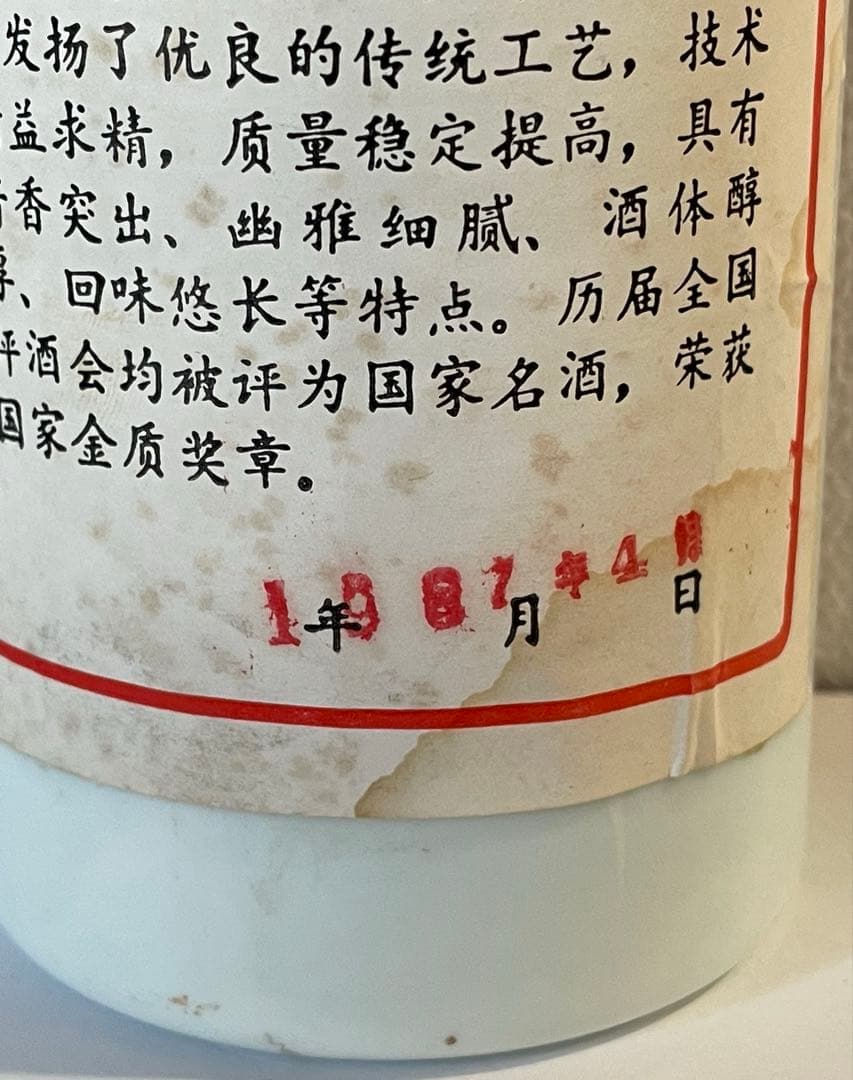 发扬了优良的传统工艺，技术
益求精，质量稳定提高，具有
香突出、幽雅细腻、酒体醇
、回味悠长等特点。历届全国
评酒会均被评为国家名酒，荣获
国家金质奖章。
1987年4
年 月 日